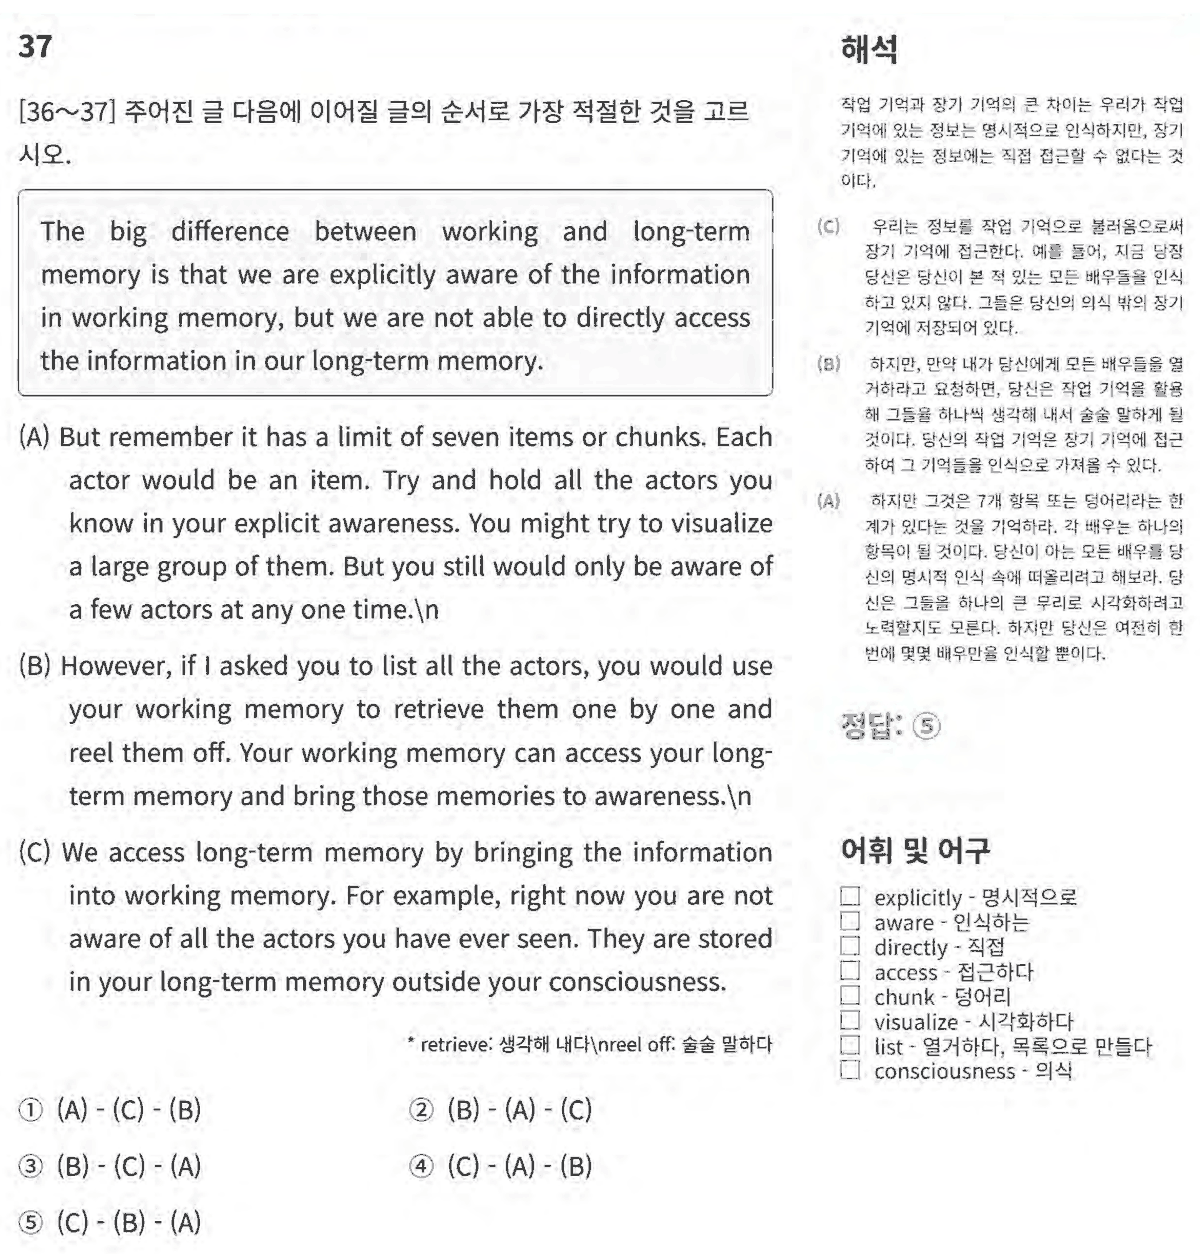 37
[36~37] 주어진 글 다음에 이어질 글의 순서로 가장 적절한 것을 고르
시오.
The big difference between working and long-term
memory is that we are explicitly aware of the information
in working memory, but we are not able to directly access
the information in our long-term memory.
(A) But remember it has a limit of seven items or chunks. Each
actor would be an item. Try and hold all the actors you
know in your explicit awareness. You might try to visualize
a large group of them. But you still would only be aware of
a few actors at any one time.\n
(B) However, if I asked you to list all the actors, you would use
your working memory to retrieve them one by one and
reel them off. Your working memory can access your long-
term memory and bring those memories to awareness.\n
(C) We access long-term memory by bringing the information
into working memory. For example, right now you are not
aware of all the actors you have ever seen. They are stored
in your long-term memory outside your consciousness.
* retrieve: 생각해 내다\nreel off: 술술 말하다
① (A) - (C) - (B)
② (B) - (A) - (C)
③ (B) - (C) - (A)
④ (C) - (A) - (B)
⑤ (C) - (B) - (A)
해석
작업 기억과 장기 기억의 큰 차이는 우리가 작업
기억에 있는 정보는 명시적으로 인식하지만, 장기
기억에 있는 정보에는 직접 접근할 수 없다는 것
이다.
(C) 우리는 정보를 작업 기억으로 불러옴으로써
장기 기억에 접근한다. 예를 들어, 지금 당장
당신은 당신이 본 적 있는 모든 배우들을 인식
하고 있지 않다. 그들은 당신의 의식 밖의 장기
기억에 저장되어 있다.
(B) 하지만, 만약 내가 당신에게 모든 배우들을 열
거하라고 요청하면, 당신은 작업 기억을 활용
해 그들을 하나씩 생각해 내서 술술 말하게 될
것이다. 당신의 작업 기억은 장기 기억에 접근
하여 그 기억들을 인식으로 가져올 수 있다.
(A) 하지만 그것은 7개 항목 또는 덩어리라는 한
계가 있다는 것을 기억하라. 각 배우는 하나의
항목이 될 것이다. 당신이 아는 모든 배우를 당
신의 명시적 인식 속에 떠올리려고 해보라. 당
신은 그들을 하나의 큰 무리로 시각화하려고
노력할지도 모른다. 하지만 당신은 여전히 한
번에 몇몇 배우만을 인식할 뿐이다.
정답: ⑤
어휘 및 어구
□ explicitly - 명시적으로
□ aware - 인식하는
□ directly - 직접
□ access - 접근하다
□ chunk - 덩어리
□ visualize - 시각화하다
□ list - 열거하다, 목록으로 만들다
□ consciousness - 의식